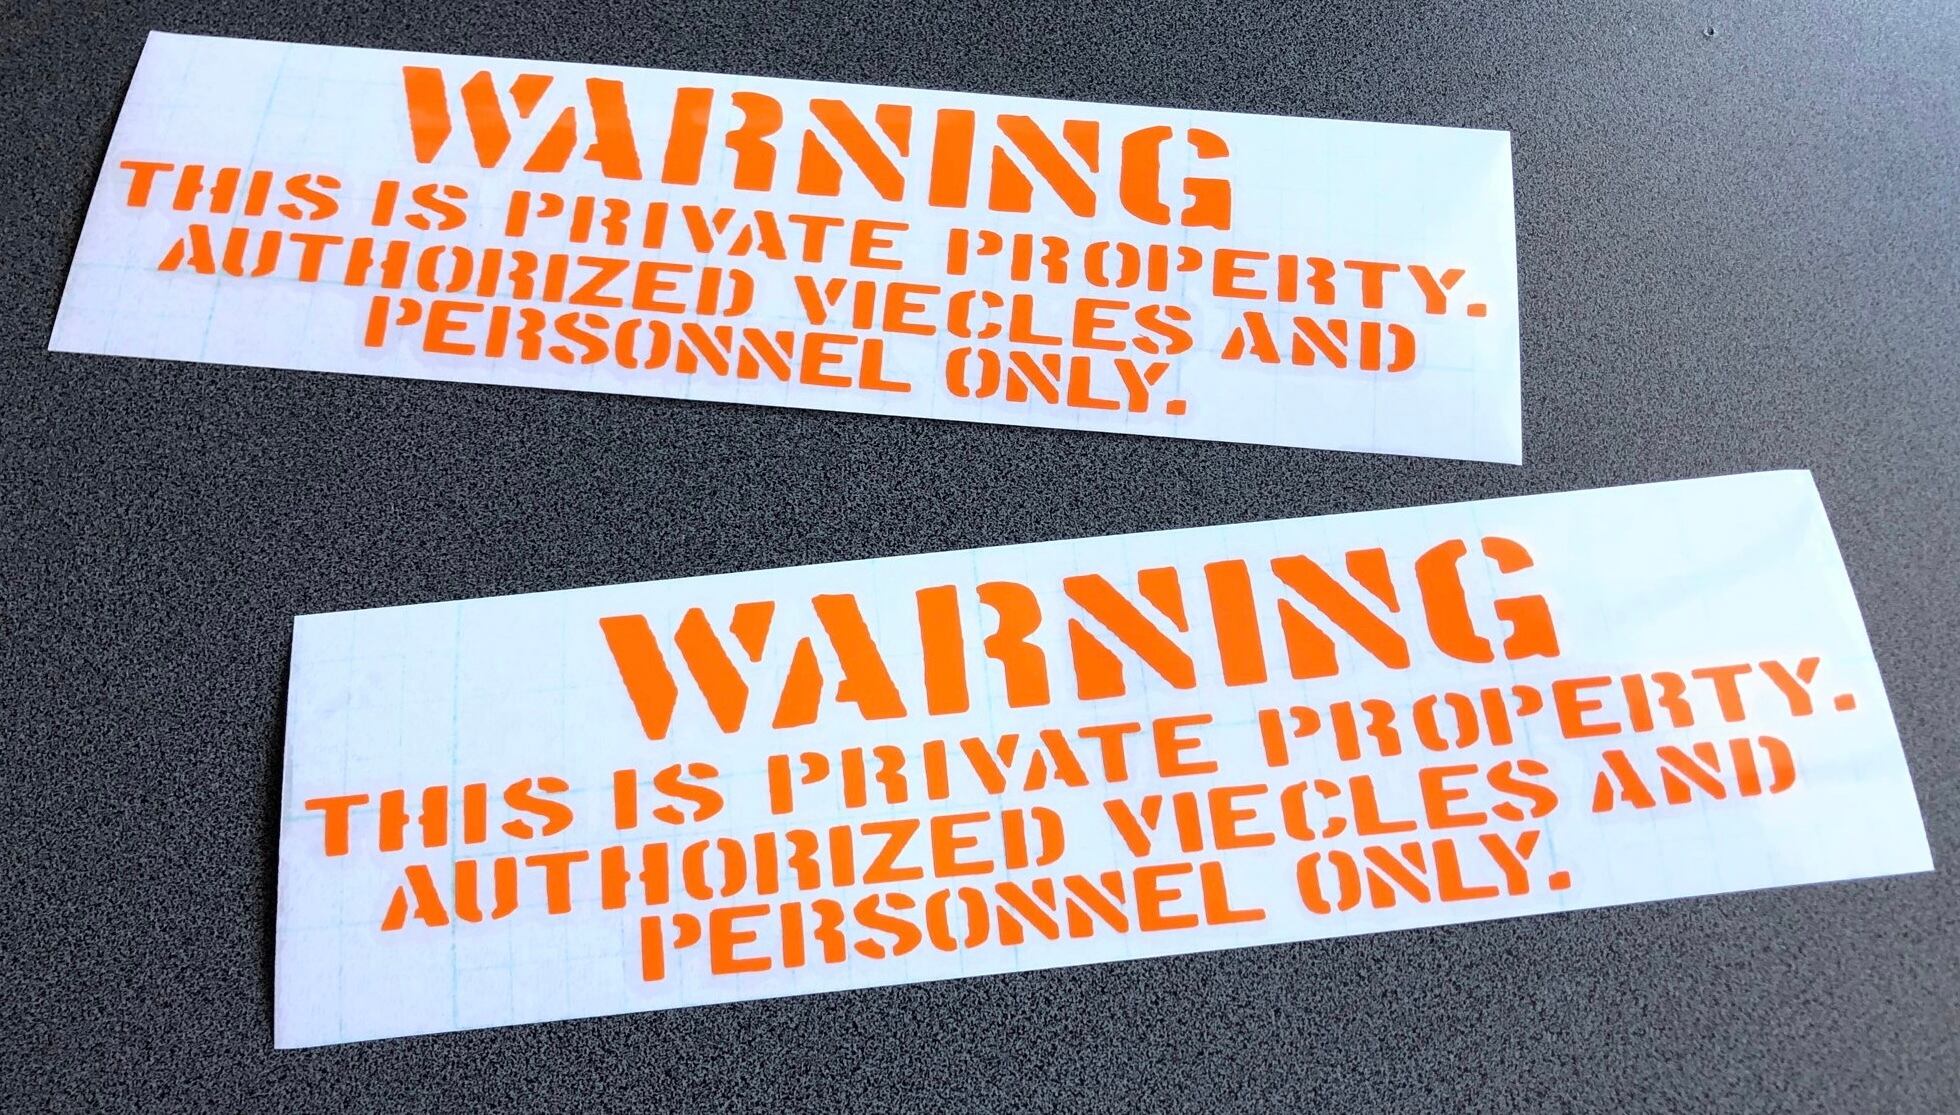 WARNING
THIS IS PRIVATE PROPERTY.
AUTHORIZED VIECLES AND
PERSONNEL ONLY.
WARNING
THIS IS PRIVATE PROPERTY.
AUTHORIZED VIECLES AND
PERSONNEL ONLY.